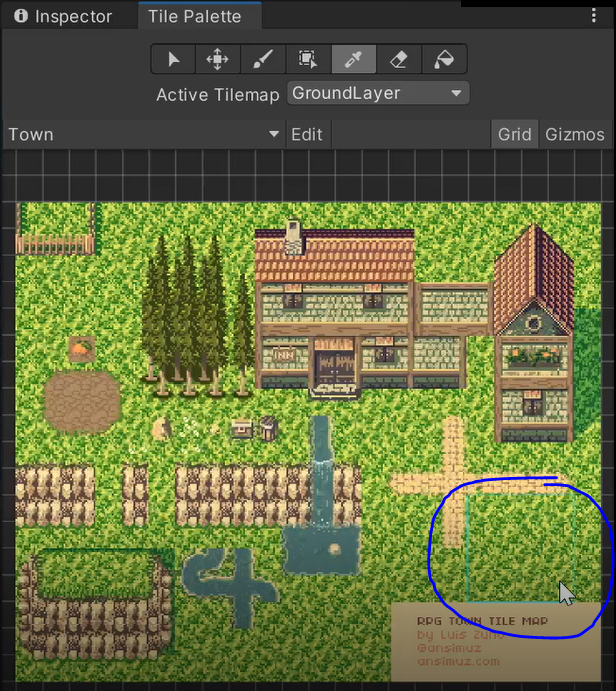 Inspector
Tile Palette
Active Tilemap
GroundLayer
Town
Edit
Grid
Gizmos
INN
RPG TOWN TILE MAP
by Luis Zuno
@ansimuz
ansimuz.com